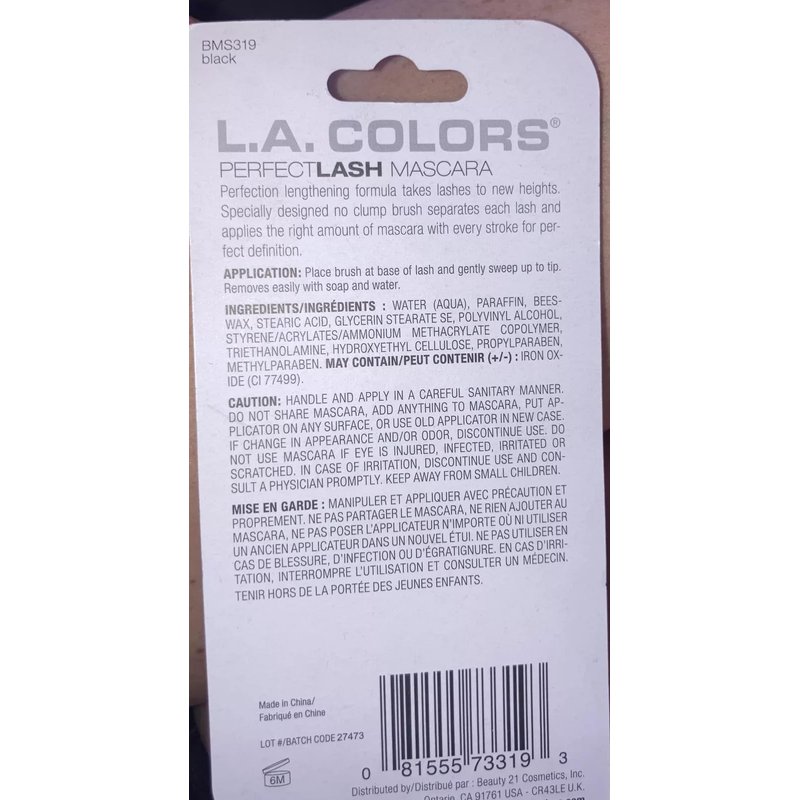 BMS319
black
L.A. COLORS®
PERFECTLASH MASCARA
Perfection lengthening formula takes lashes to new heights.
Specially designed no clump brush separates each lash and
applies the right amount of mascara with every stroke for per-
fect definition.
APPLICATION: Place brush at base of lash and gently sweep up to tip.
Removes easily with soap and water.
INGREDIENTS/INGRÉDIENTS : WATER (AQUA), PARAFFIN, BEES-
WAX, STEARIC ACID, GLYCERIN STEARATE SE, POLYVINYL ALCOHOL,
STYRENE/ACRYLATES/AMMONIUM METHACRYLATE COPOLYMER,
TRIETHANOLAMINE, HYDROXYETHYL CELLULOSE, PROPYLPARABEN,
METHYLPARABEN. MAY CONTAIN/PEUT CONTENIR (+/-) : IRON OX-
IDE (CI 77499).
CAUTION: HANDLE AND APPLY IN A CAREFUL SANITARY MANNER.
DO NOT SHARE MASCARA, ADD ANYTHING TO MASCARA, PUT AP-
PLICATOR ON ANY SURFACE, OR USE OLD APPLICATOR IN NEW CASE.
IF CHANGE IN APPEARANCE AND/OR ODOR, DISCONTINUE USE. DO
NOT USE MASCARA IF EYE IS INJURED, INFECTED, IRRITATED OR
SCRATCHED. IN CASE OF IRRITATION, DISCONTINUE USE AND CON-
SULT A PHYSICIAN PROMPTLY. KEEP AWAY FROM SMALL CHILDREN.
MISE EN GARDE : MANIPULER ET APPLIQUER AVEC PRÉCAUTION ET
PROPREMENT. NE PAS PARTAGER LE MASCARA, NE RIEN AJOUTER AU
MASCARA, NE PAS POSER L'APPLICATEUR N'IMPORTE OÙ NI UTILISER
UN ANCIEN APPLICATEUR DANS UN NOUVEL ÉTUI. NE PAS UTILISER EN
CAS DE BLESSURE, D'INFECTION OU D'ÉGRATIGNURE. EN CAS D'IRRI-
TATION, INTERROMPRE L'UTILISATION ET CONSULTER UN MÉDECIN.
TENIR HORS DE LA PORTÉE DES JEUNES ENFANTS.
Made in China/
Fabriqué en Chine
LOT #/BATCH CODE 27473
6M
0 81555 73319 3
Distributed by/Distribué par : Beauty 21 Cosmetics, Inc.
Ontario, CA 91761 USA - CR43LE U.K.